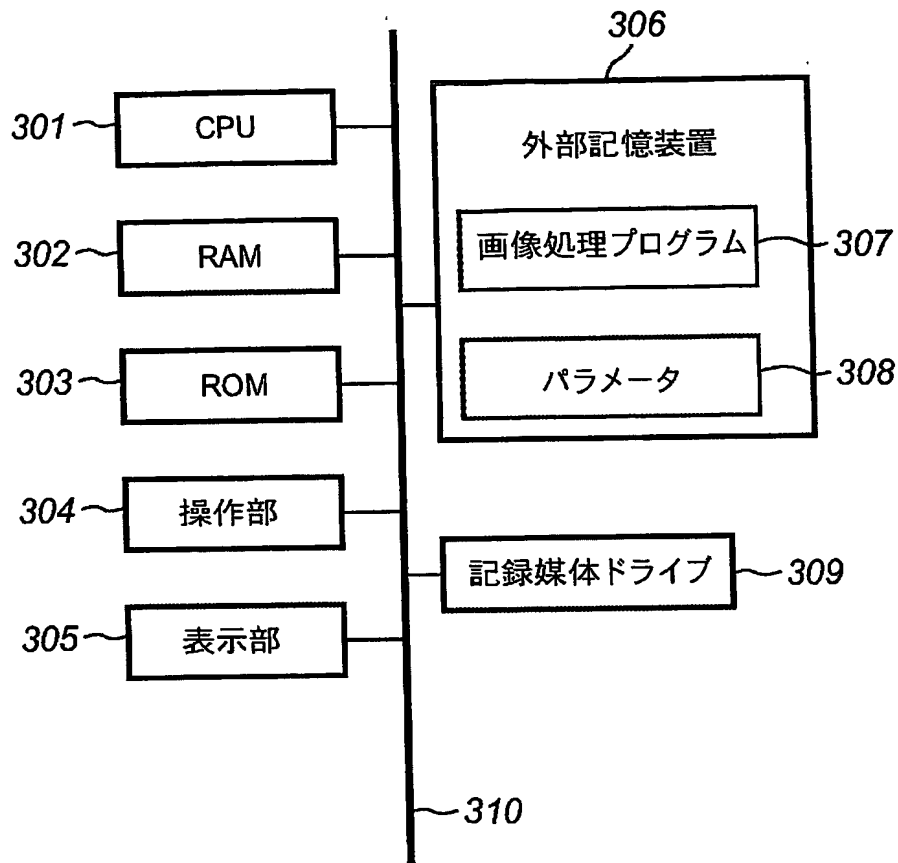 306
301
CPU
外部記憶装置
302
RAM
画像処理プログラム
307
303
ROM
パラメータ
308
304
操作部
記録媒体ドライブ
309
305
表示部
310